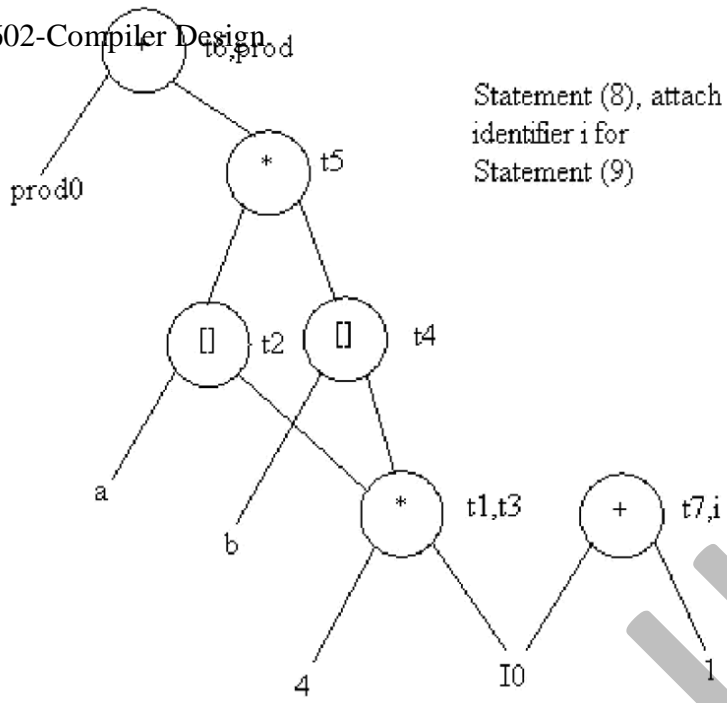 602-Compiler Design
+
t6,prod
Statement (8), attach
identifier i for
Statement (9)
*
t5
prod0
[]
t2
[]
t4
a
b
*
t1,t3
+
t7,i
4
I0
1